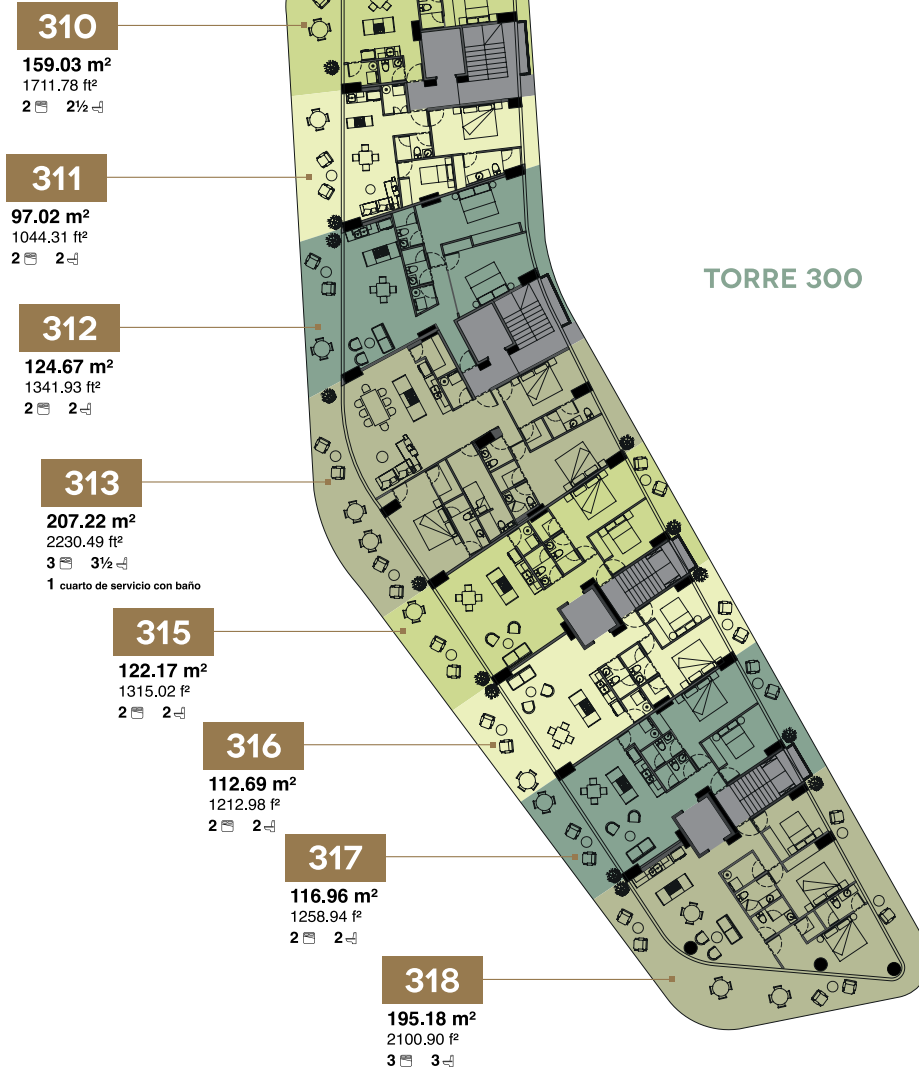 310
159.03 m²
1711.78 ft²
2 2½
311
97.02 m²
1044.31 ft²
2 2
TORRE 300
312
124.67 m²
1341.93 ft²
2 2
313
207.22 m²
2230.49 ft²
3 3½
1 cuarto de servicio con baño
315
122.17 m²
1315.02 f²
2 2
316
112.69 m²
1212.98 f²
2 2
317
116.96 m²
1258.94 f²
2 2
318
195.18 m²
2100.90 f²
3 3